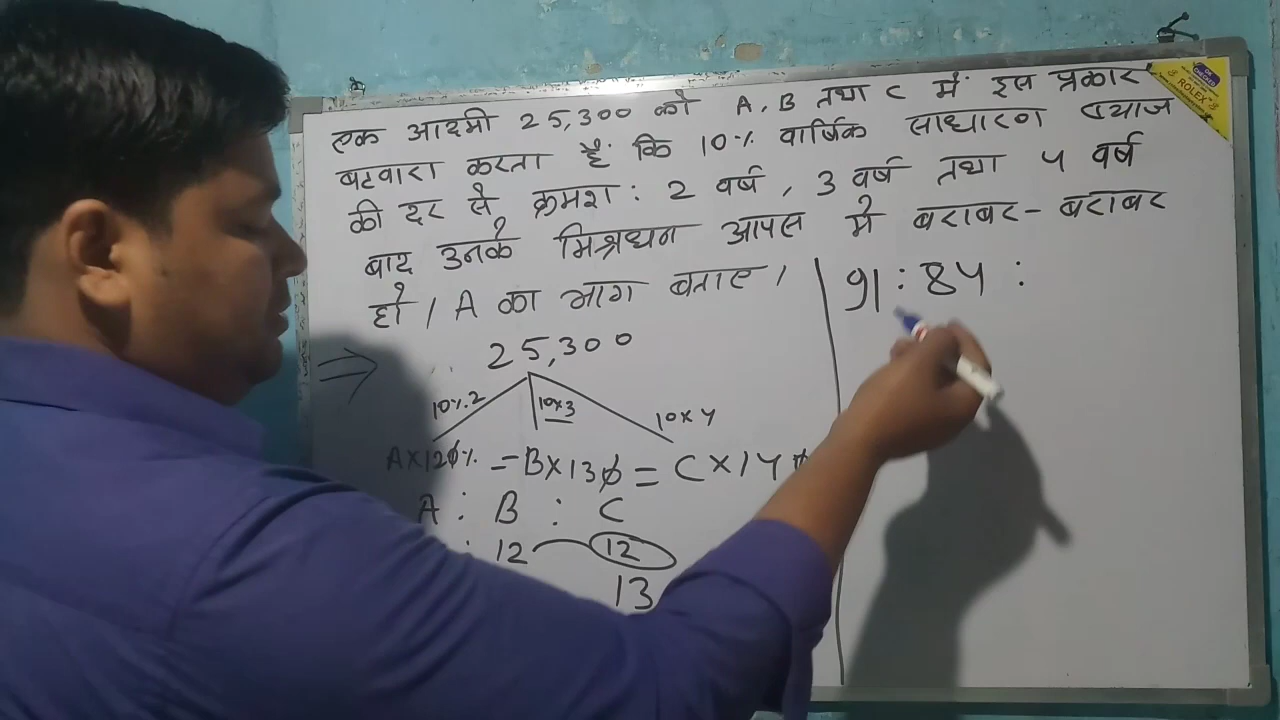 एक आदमी 25,300 को A, B तथा C में इस प्रकार
बटवारा करता है कि 10% वार्षिक साधारण ब्याज
की दर से क्रमश: 2 वर्ष, 3 वर्ष तथा 4 वर्ष
बाद उनके मिश्रधन आपस मे बराबर-बराबर
हो। A का भाग बताए।
⇒ 25,300
10%.2 10×3 10×4
A×120% = B×130 = C×14
A : B : C
: 12 12
13
91 : 84 :
ROLEX